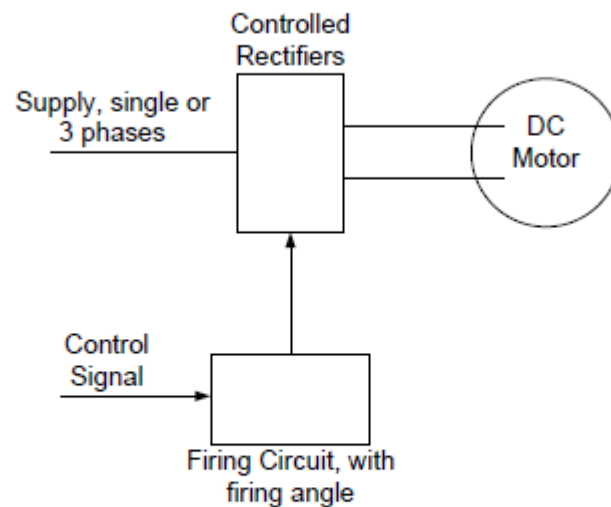 Controlled
Rectifiers
Supply, single or
3 phases
DC
Motor
Control
Signal
Firing Circuit, with
firing angle